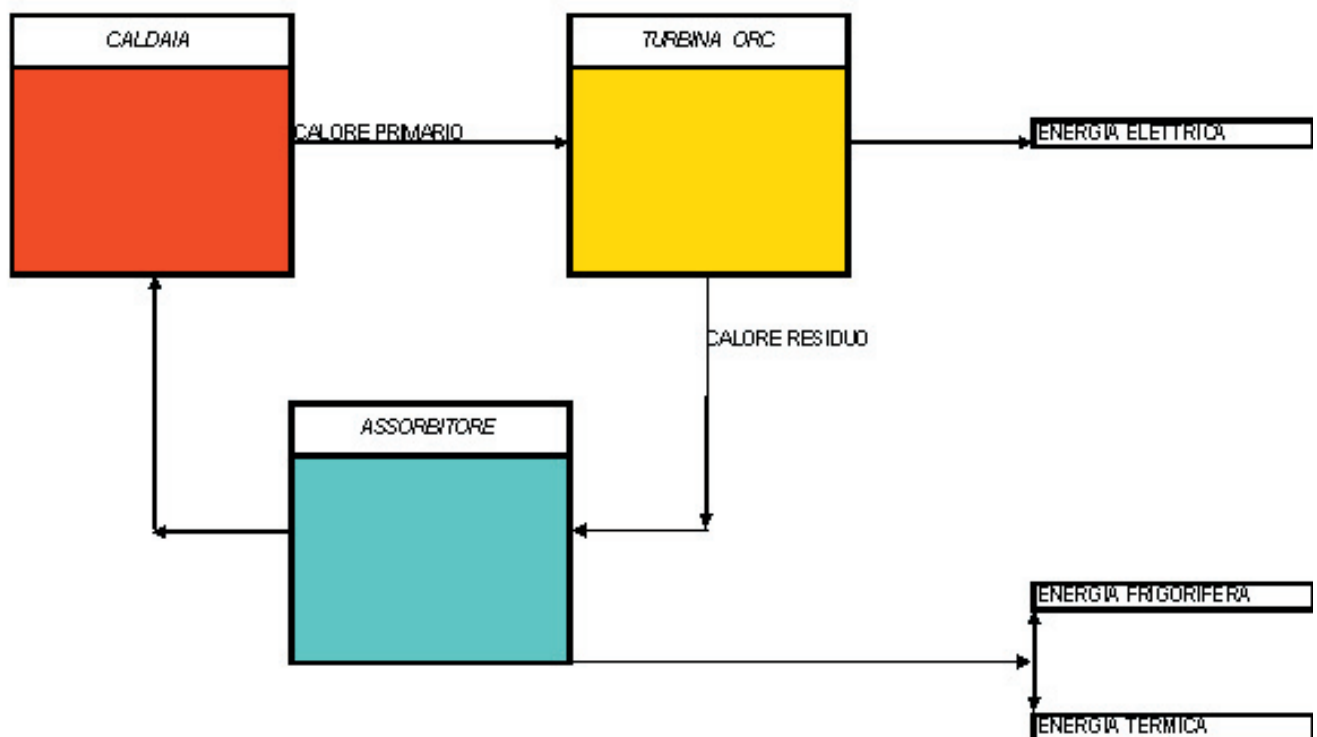 CALDAIA
TURBINA ORC
CALORE PRIMARIO
ENERGIA ELETTRICA
CALORE RESIDUO
ASSORBITORE
ENERGIA FRIGORIFERA
ENERGIA TERMICA